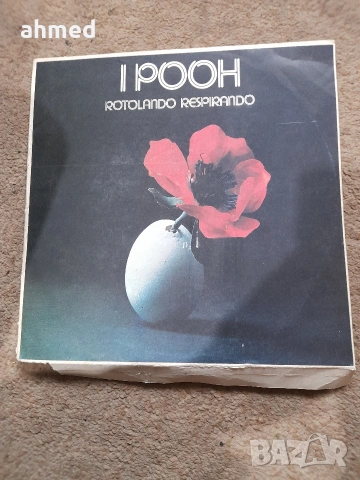 ahmed
I POOH
ROTOLANDO RESPIRANDO
BAZAR